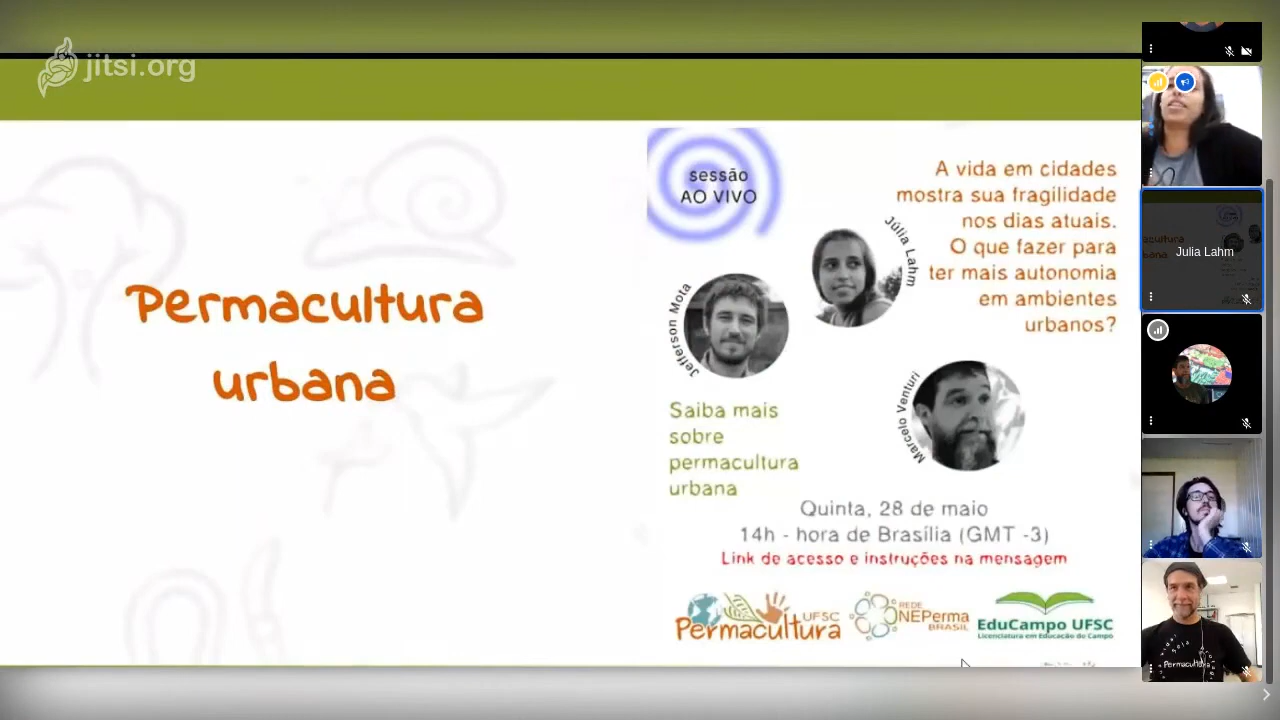 jitsi.org
Permacultura
urbana
sessão
AO VIVO
A vida em cidades
mostra sua fragilidade
nos dias atuais.
O que fazer para
ter mais autonomia
em ambientes
urbanos?
Júlia Lahm
Jefferson Mota
Marcelo Venturi
Saiba mais
sobre
permacultura
urbana
Quinta, 28 de maio
14h - hora de Brasília (GMT -3)
Link de acesso e instruções na mensagem
UFSC
Permacultura
REDE
NEPerma
BRASIL
EduCampo UFSC
Licenciatura em Educação do Campo
Julia Lahm
Permacultura